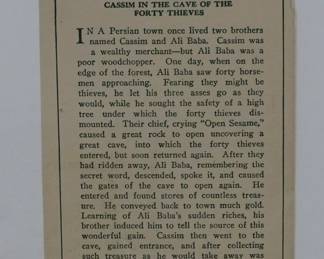 CASSIM IN THE CAVE OF THE
FORTY THIEVES
IN A Persian town once lived two brothers
named Cassim and Ali Baba. Cassim was
a wealthy merchant—but Ali Baba was a
poor woodchopper. One day, when on the
edge of the forest, Ali Baba saw forty horse-
men approaching. Fearing they might be
thieves, he let his three asses go as they
would, while he sought the safety of a high
tree under which the forty thieves dis-
mounted. Their chief, crying "Open Sesame,"
caused a great rock to open uncovering a
great cave, into which the forty thieves
entered, but soon returned again. After they
had ridden away, Ali Baba, remembering the
secret word, descended, spoke it, and caused
the gates of the cave to open again. He
entered and found stores of countless treas-
ure. He conveyed back to town much gold.
Learning of Ali Baba's sudden riches, his
brother induced him to tell the source of this
wonderful gain. Cassim then went to the
cave, gained entrance, and after collecting
such treasure as he would take away was